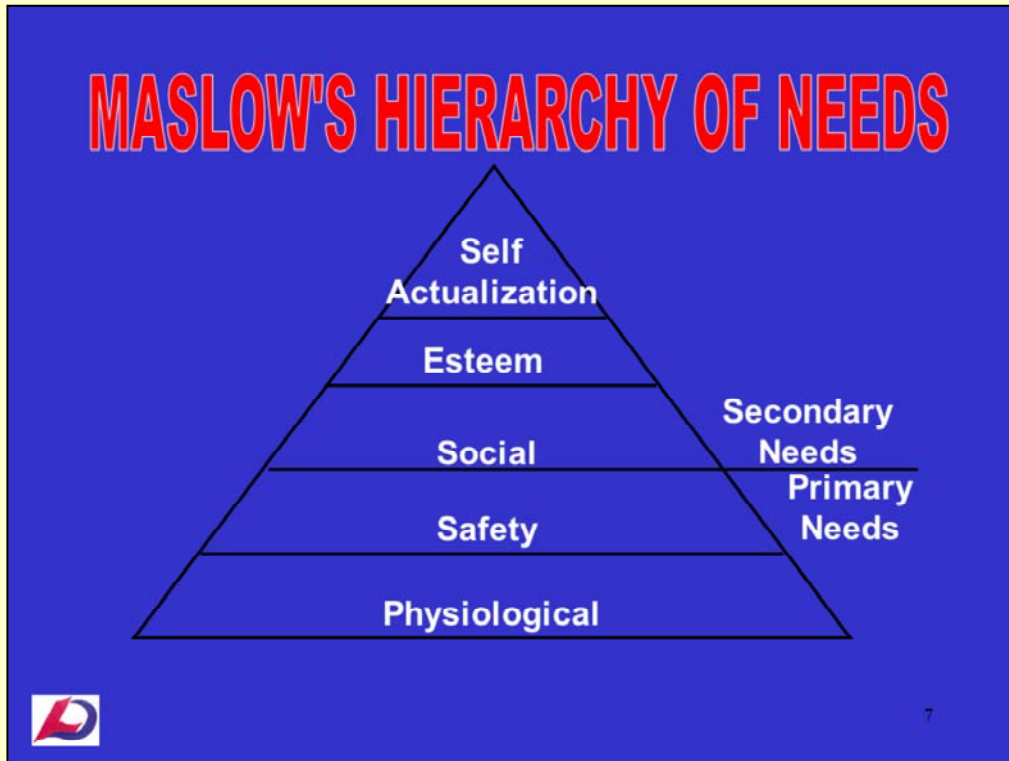 MASLOW'S HIERARCHY OF NEEDS
Self
Actualization
Esteem
Secondary
Needs
Social
Primary
Needs
Safety
Physiological
7